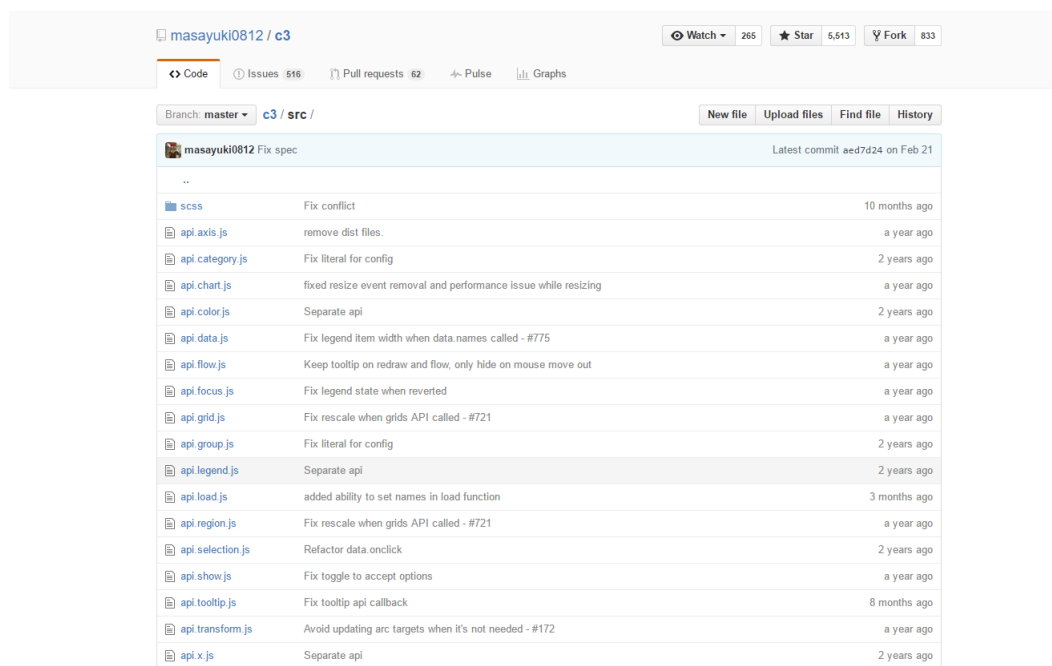 masayuki0812 / c3 Watch 265 Star 5,513 Fork 833
Code Issues 516 Pull requests 62 Pulse Graphs
Branch: master c3 / src / New file Upload files Find file History
masayuki0812 Fix spec Latest commit aed7d24 on Feb 21
..
scss Fix conflict 10 months ago
api.axis.js remove dist files. a year ago
api.category.js Fix literal for config 2 years ago
api.chart.js fixed resize event removal and performance issue while resizing a year ago
api.color.js Separate api 2 years ago
api.data.js Fix legend item width when data.names called - #775 a year ago
api.flow.js Keep tooltip on redraw and flow, only hide on mouse move out a year ago
api.focus.js Fix legend state when reverted a year ago
api.grid.js Fix rescale when grids API called - #721 a year ago
api.group.js Fix literal for config 2 years ago
api.legend.js Separate api 2 years ago
api.load.js added ability to set names in load function 3 months ago
api.region.js Fix rescale when grids API called - #721 a year ago
api.selection.js Refactor data.onclick 2 years ago
api.show.js Fix toggle to accept options a year ago
api.tooltip.js Fix tooltip api callback 8 months ago
api.transform.js Avoid updating arc targets when it's not needed - #172 a year ago
api.x.js Separate api 2 years ago